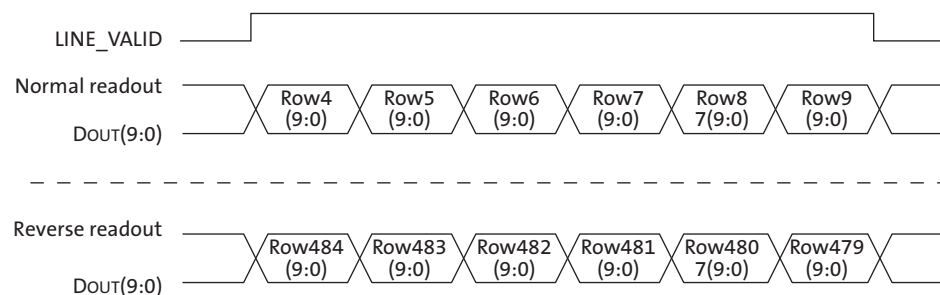 LINE_VALID
Normal readout
Row4 Row5 Row6 Row7 Row8 Row9
(9:0) (9:0) (9:0) (9:0) 7(9:0) (9:0)
DOUT(9:0)
Reverse readout
Row484 Row483 Row482 Row481 Row480 Row479
(9:0) (9:0) (9:0) (9:0) 7(9:0) (9:0)
DOUT(9:0)